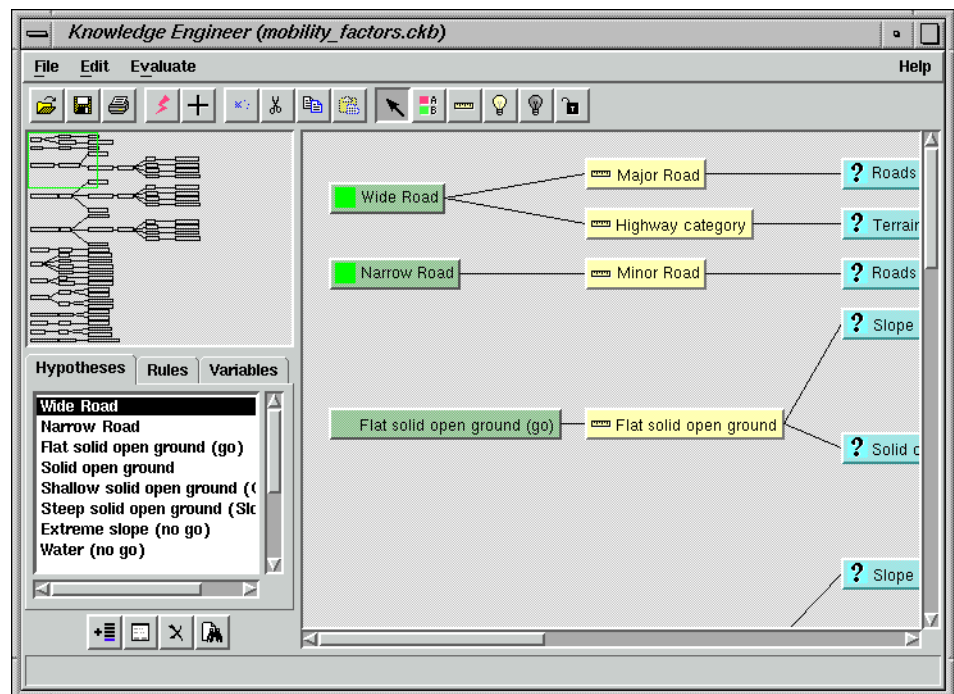 Knowledge Engineer (mobility_factors.ckb)
File Edit Evaluate Help
A
B
Wide Road
Major Road
? Roads
Highway category
? Terrain
Narrow Road
Minor Road
? Roads
? Slope
Flat solid open ground (go)
Flat solid open ground
? Solid o
? Slope
Hypotheses Rules Variables
Wide Road
Narrow Road
Flat solid open ground (go)
Solid open ground
Shallow solid open ground (
Steep solid open ground (Slo
Extreme slope (no go)
Water (no go)